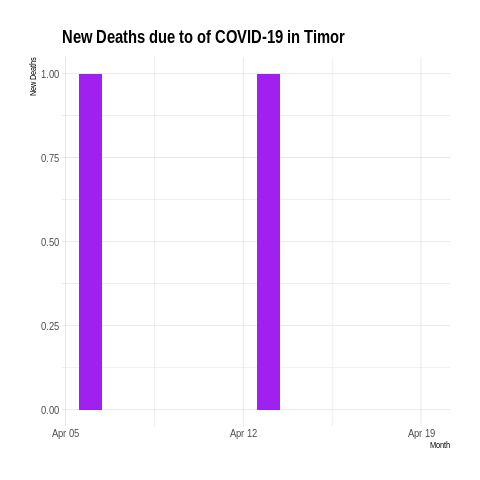 New Deaths due to of COVID-19 in Timor
New Deaths
1.00
0.75
0.50
0.25
0.00
Apr 05 Apr 12 Apr 19
Month